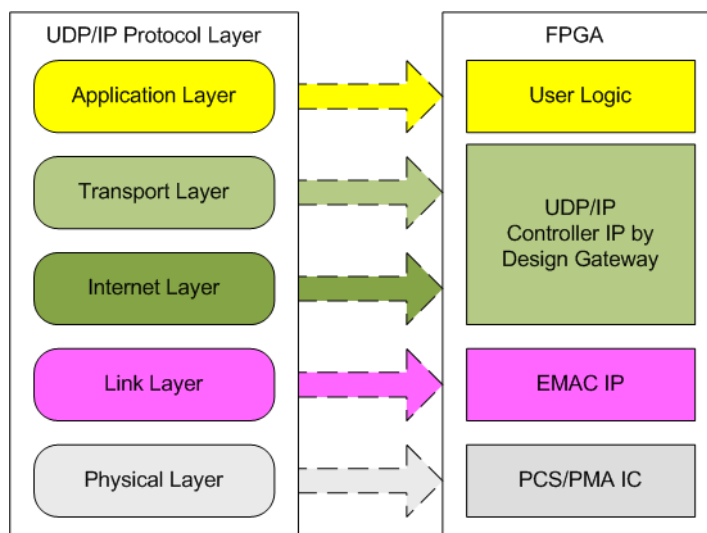 UDP/IP Protocol Layer
Application Layer
Transport Layer
Internet Layer
Link Layer
Physical Layer
FPGA
User Logic
UDP/IP
Controller IP by
Design Gateway
EMAC IP
PCS/PMA IC